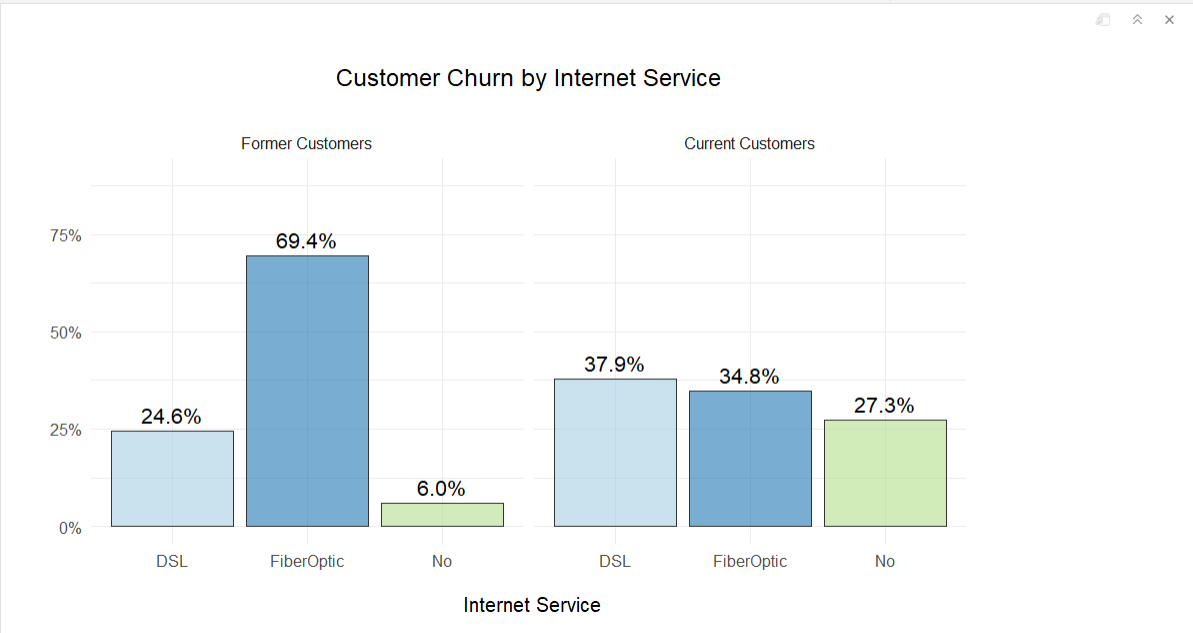 Customer Churn by Internet Service
Former Customers
Current Customers
75%
50%
25%
0%
24.6%
69.4%
6.0%
37.9%
34.8%
27.3%
DSL
FiberOptic
No
DSL
FiberOptic
No
Internet Service